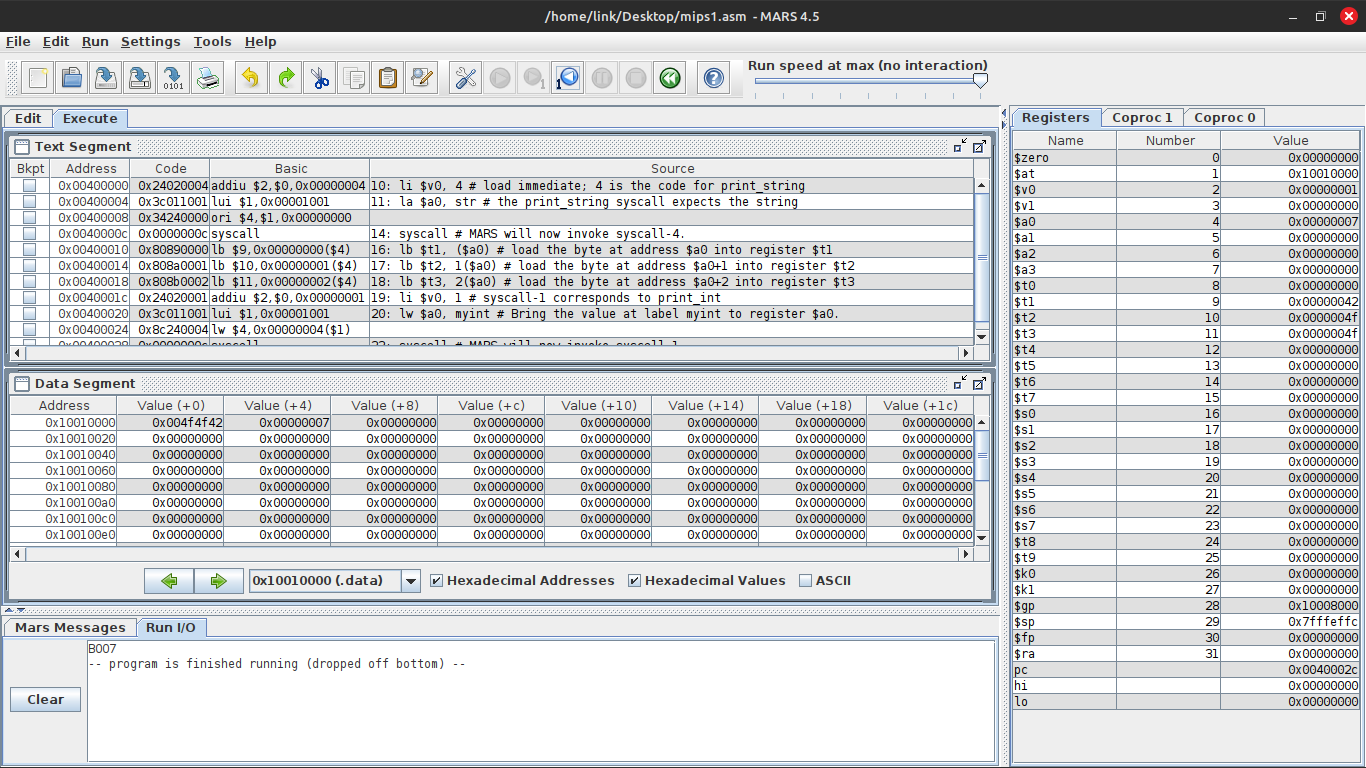 /home/link/Desktop/mips1.asm - MARS 4.5
File Edit Run Settings Tools Help
Run speed at max (no interaction)
Edit Execute
Text Segment
Bkpt Address Code Basic Source
0x00400000 0x24020004 addiu $2,$0,0x00000004 10: li $v0, 4 # load immediate; 4 is the code for print_string
0x00400004 0x3c011001 lui $1,0x00001001 11: la $a0, str # the print_string syscall expects the string
0x00400008 0x34240000 ori $4,$1,0x00000000
0x0040000c 0x0000000c syscall 14: syscall # MARS will now invoke syscall-4.
0x00400010 0x80890000 lb $9,0x00000000($4) 16: lb $t1, ($a0) # load the byte at address $a0 into register $t1
0x00400014 0x808a0001 lb $10,0x00000001($4) 17: lb $t2, 1($a0) # load the byte at address $a0+1 into register $t2
0x00400018 0x808b0002 lb $11,0x00000002($4) 18: lb $t3, 2($a0) # load the byte at address $a0+2 into register $t3
0x0040001c 0x24020001 addiu $2,$0,0x00000001 19: li $v0, 1 # syscall-1 corresponds to print_int
0x00400020 0x3c011001 lui $1,0x00001001 20: lw $a0, myint # Bring the value at label myint to register $a0.
0x00400024 0x8c240004 lw $4,0x00000004($1)
Data Segment
Address Value (+0) Value (+4) Value (+8) Value (+c) Value (+10) Value (+14) Value (+18) Value (+1c)
0x10010000 0x004f4f42 0x00000007 0x00000000 0x00000000 0x00000000 0x00000000 0x00000000 0x00000000
0x10010020 0x00000000 0x00000000 0x00000000 0x00000000 0x00000000 0x00000000 0x00000000 0x00000000
0x10010040 0x00000000 0x00000000 0x00000000 0x00000000 0x00000000 0x00000000 0x00000000 0x00000000
0x10010060 0x00000000 0x00000000 0x00000000 0x00000000 0x00000000 0x00000000 0x00000000 0x00000000
0x10010080 0x00000000 0x00000000 0x00000000 0x00000000 0x00000000 0x00000000 0x00000000 0x00000000
0x100100a0 0x00000000 0x00000000 0x00000000 0x00000000 0x00000000 0x00000000 0x00000000 0x00000000
0x100100c0 0x00000000 0x00000000 0x00000000 0x00000000 0x00000000 0x00000000 0x00000000 0x00000000
0x100100e0 0x00000000 0x00000000 0x00000000 0x00000000 0x00000000 0x00000000 0x00000000 0x00000000
0x10010000 (.data) Hexadecimal Addresses Hexadecimal Values ASCII
Mars Messages Run I/O
BOO7
-- program is finished running (dropped off bottom) --
Clear
Registers Coproc 1 Coproc 0
Name Number Value
$zero 0 0x00000000
$at 1 0x10010000
$v0 2 0x00000001
$v1 3 0x00000000
$a0 4 0x00000007
$a1 5 0x00000000
$a2 6 0x00000000
$a3 7 0x00000000
$t0 8 0x00000000
$t1 9 0x00000042
$t2 10 0x0000004f
$t3 11 0x0000004f
$t4 12 0x00000000
$t5 13 0x00000000
$t6 14 0x00000000
$t7 15 0x00000000
$s0 16 0x00000000
$s1 17 0x00000000
$s2 18 0x00000000
$s3 19 0x00000000
$s4 20 0x00000000
$s5 21 0x00000000
$s6 22 0x00000000
$s7 23 0x00000000
$t8 24 0x00000000
$t9 25 0x00000000
$k0 26 0x00000000
$k1 27 0x00000000
$gp 28 0x10008000
$sp 29 0x7fffeffc
$fp 30 0x00000000
$ra 31 0x00000000
pc 0x0040002c
hi 0x00000000
lo 0x00000000